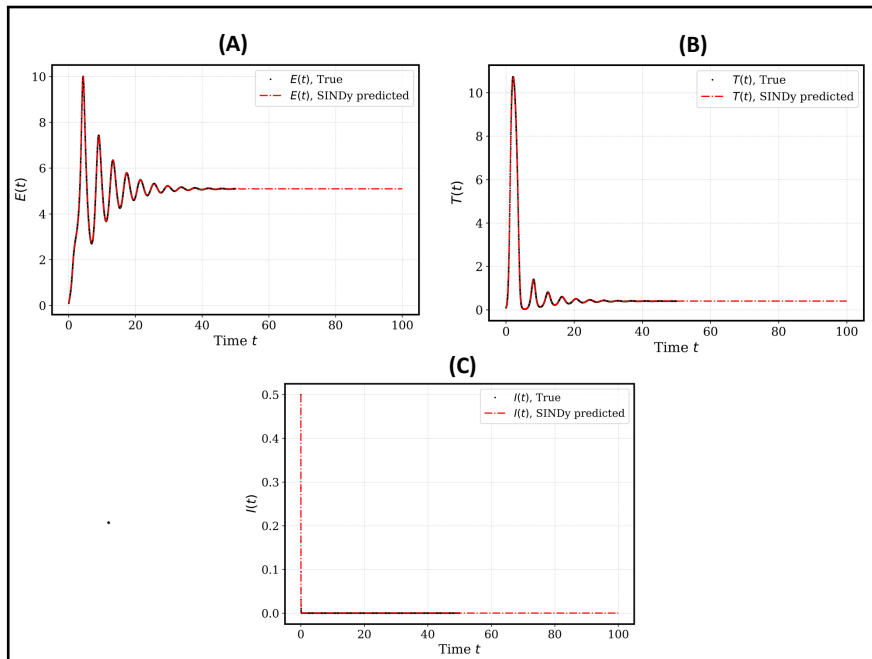 (A)
E(t), True
E(t), SINDy predicted
10
8
6
4
2
0
E(t)
0 20 40 60 80 100
Time t
(B)
T(t), True
T(t), SINDy predicted
10
8
6
4
2
0
T(t)
0 20 40 60 80 100
Time t
(C)
I(t), True
I(t), SINDy predicted
0.5
0.4
0.3
0.2
0.1
0.0
I(t)
0 20 40 60 80 100
Time t